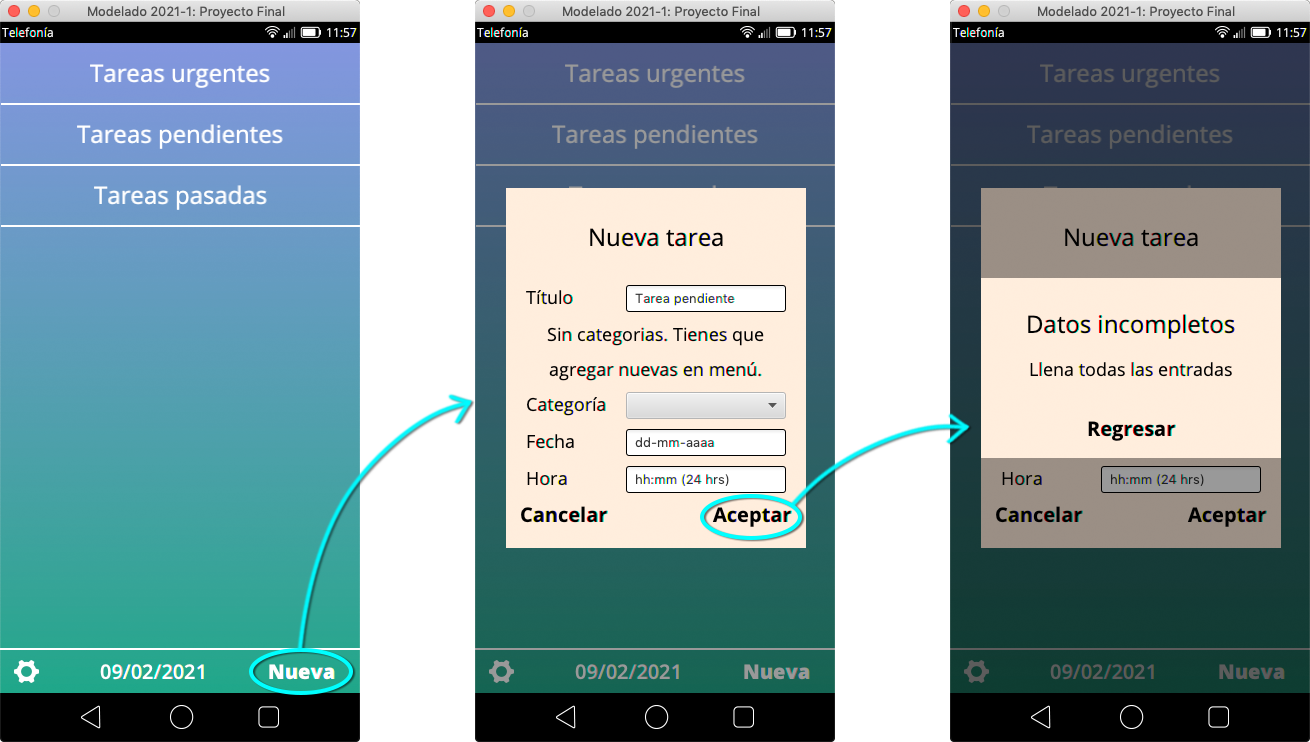 Modelado 2021-1: Proyecto Final
Telefonía
11:57
Tareas urgentes
Tareas pendientes
Tareas pasadas
09/02/2021
Nueva
Modelado 2021-1: Proyecto Final
Telefonía
11:57
Tareas urgentes
Tareas pendientes
Nueva tarea
Título
Tarea pendiente
Sin categorias. Tienes que
agregar nuevas en menú.
Categoría
Fecha
dd-mm-aaaa
Hora
hh:mm (24 hrs)
Cancelar
Aceptar
09/02/2021
Nueva
Modelado 2021-1: Proyecto Final
Telefonía
11:57
Tareas urgentes
Tareas pendientes
Nueva tarea
Datos incompletos
Llena todas las entradas
Regresar
Hora
hh:mm (24 hrs)
Cancelar
Aceptar
09/02/2021
Nueva